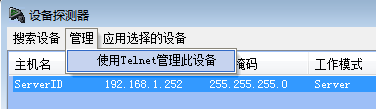 设备探测器
搜索设备 管理 应用选择的设备
使用Telnet管理此设备
主机名 掩码 工作模式
ServerID 192.168.1.252 255.255.255.0 Server